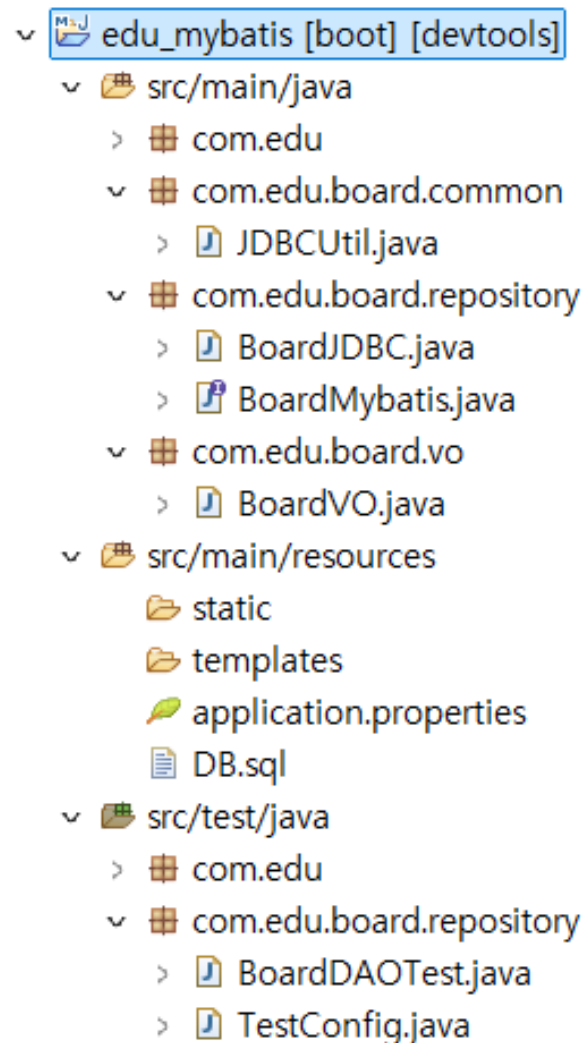 edu_mybatis [boot] [devtools]
src/main/java
com.edu
com.edu.board.common
JDBCUtil.java
com.edu.board.repository
BoardJDBC.java
BoardMybatis.java
com.edu.board.vo
BoardVO.java
src/main/resources
static
templates
application.properties
DB.sql
src/test/java
com.edu
com.edu.board.repository
BoardDAOTest.java
TestConfig.java